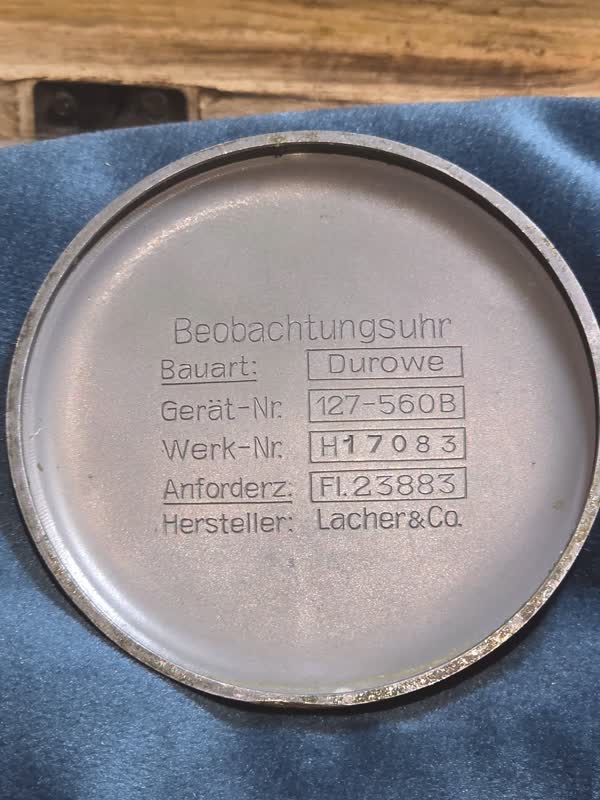 Beobachtungsuhr
Bauart: Durowe
Gerät-Nr. 127-560B
Werk-Nr. H17083
Anforderz. Fl.23883
Hersteller: Lacher&Co.